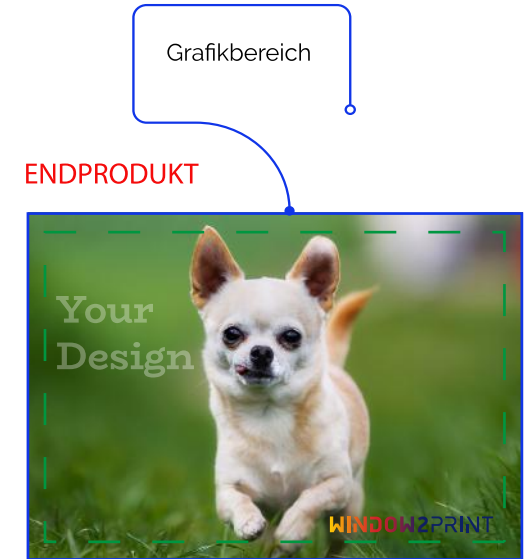 Grafikbereich
ENDPRODUKT
Your
Design
WINDOW2PRINT